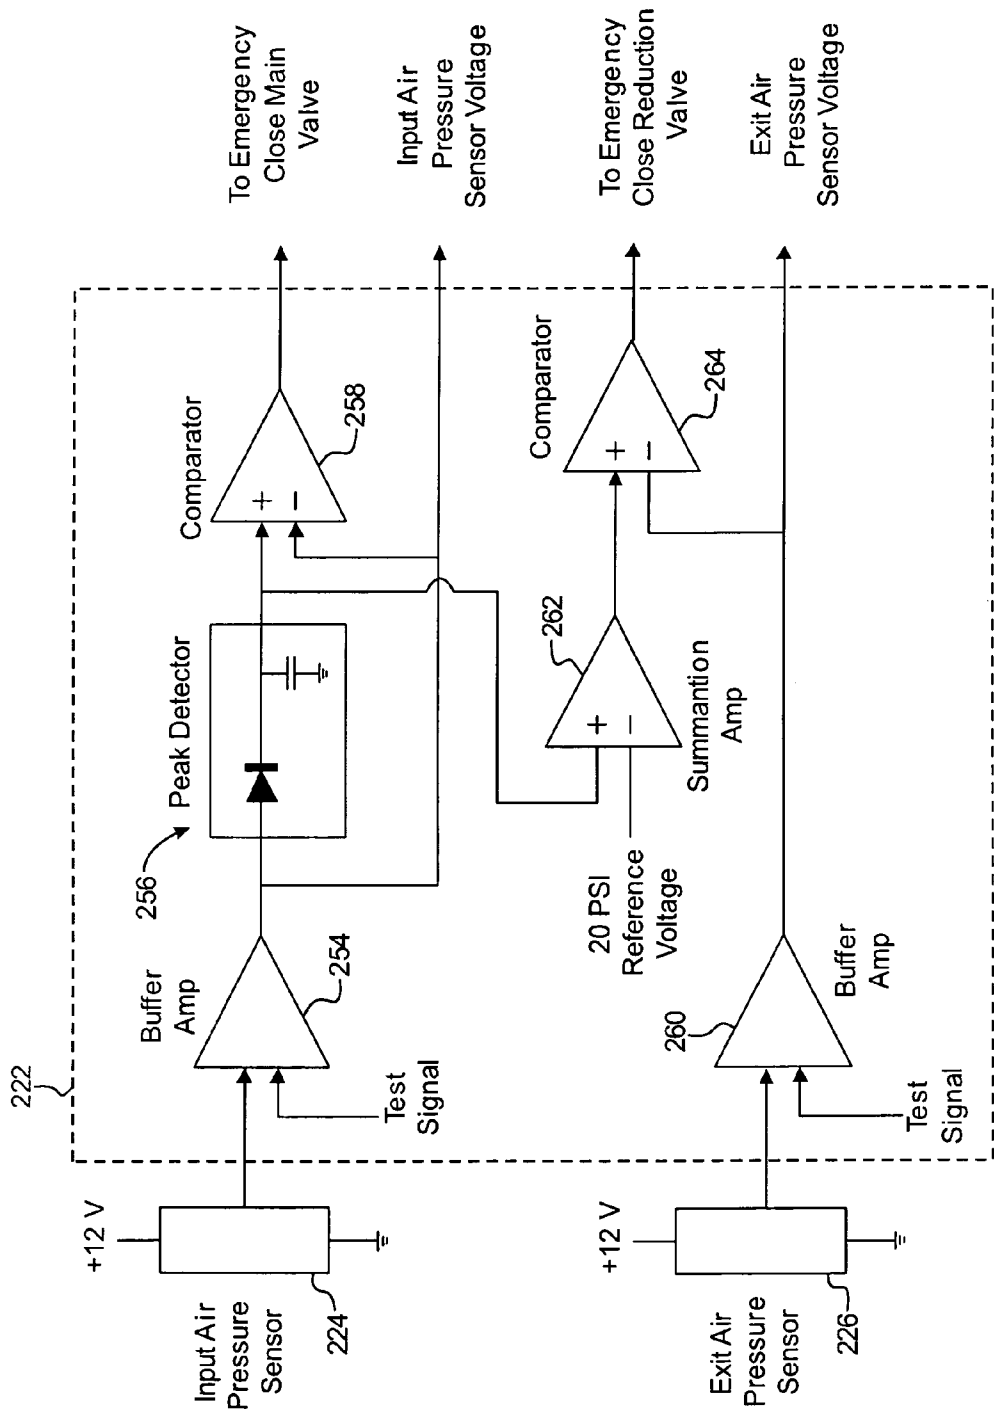 222
+12 V
Input Air
Pressure
Sensor
224
Test
Signal
Buffer
Amp
254
256
Peak Detector
Comparator
+
−
258
To Emergency
Close Main
Valve
Input Air
Pressure
Sensor Voltage
20 PSI
Reference
Voltage
262
+
−
Summantion
Amp
Comparator
+
−
264
To Emergency
Close Reduction
Valve
+12 V
Exit Air
Pressure
Sensor
226
Test
Signal
260
Buffer
Amp
Exit Air
Pressure
Sensor Voltage